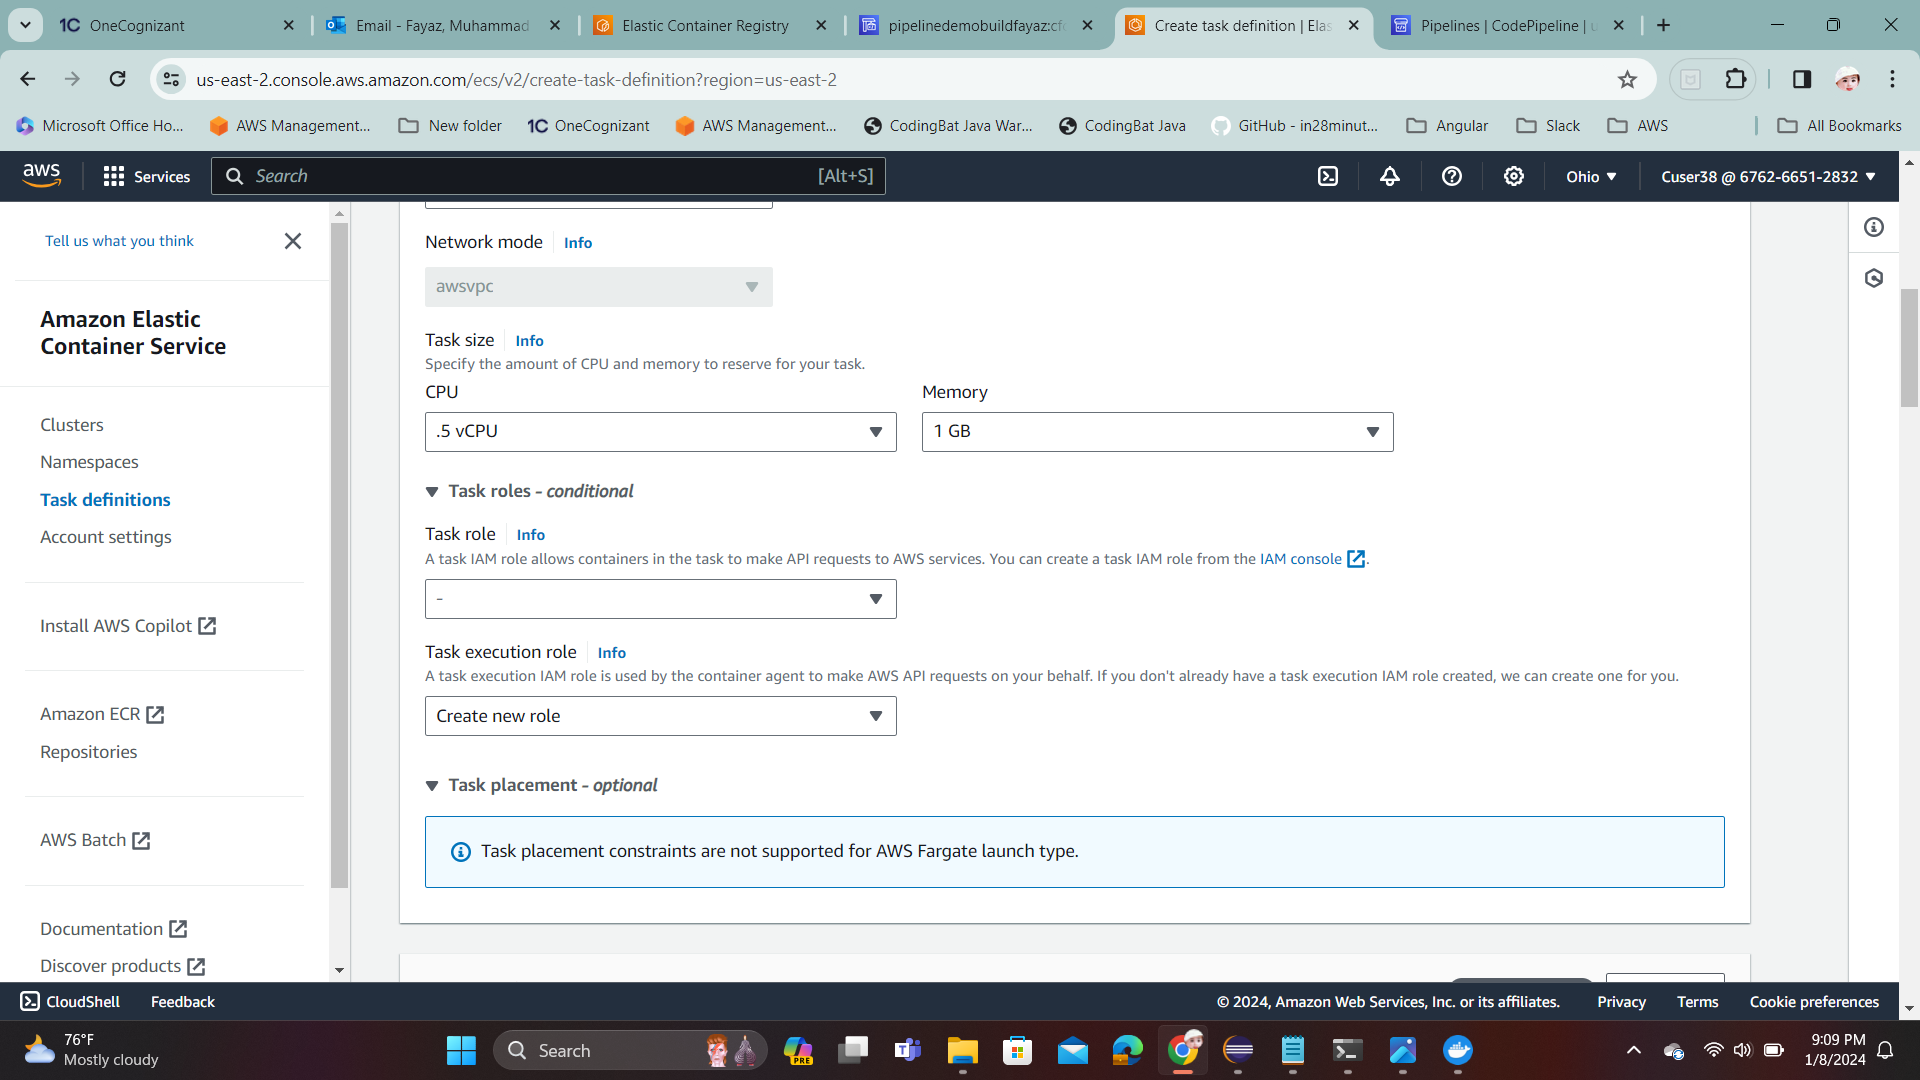 OneCognizant
Email - Fayaz, Muhammad
Elastic Container Registry
pipelinedemobuildfayaz:cfc
Create task definition | Elas
Pipelines | CodePipeline | u
us-east-2.console.aws.amazon.com/ecs/v2/create-task-definition?region=us-east-2
Microsoft Office Ho...
AWS Management...
New folder
1C OneCognizant
AWS Management...
CodingBat Java War...
CodingBat Java
GitHub - in28minut...
Angular
Slack
AWS
All Bookmarks
aws
Services
Search
[Alt+S]
Ohio
Cuser38 @ 6762-6651-2832
Tell us what you think
Amazon Elastic
Container Service
Clusters
Namespaces
Task definitions
Account settings
Install AWS Copilot
Amazon ECR
Repositories
AWS Batch
Documentation
Discover products
Network mode Info
awsvpc
Task size Info
Specify the amount of CPU and memory to reserve for your task.
CPU
Memory
.5 vCPU
1 GB
Task roles - conditional
Task role Info
A task IAM role allows containers in the task to make API requests to AWS services. You can create a task IAM role from the IAM console.
-
Task execution role Info
A task execution IAM role is used by the container agent to make AWS API requests on your behalf. If you don't already have a task execution IAM role created, we can create one for you.
Create new role
Task placement - optional
Task placement constraints are not supported for AWS Fargate launch type.
CloudShell
Feedback
© 2024, Amazon Web Services, Inc. or its affiliates.
Privacy
Terms
Cookie preferences
76°F
Mostly cloudy
Search
PRE
9:09 PM
1/8/2024